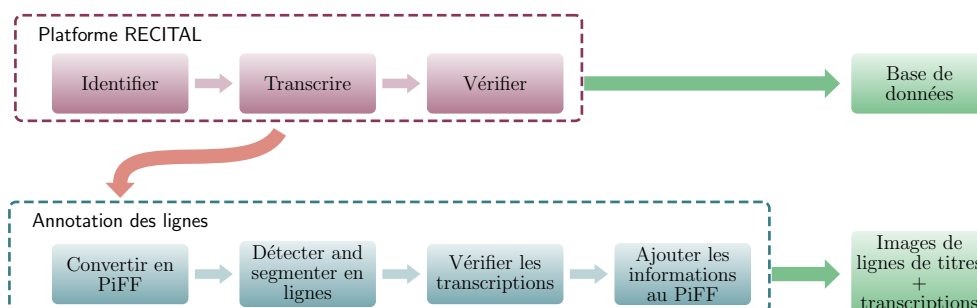 Platforme RECITAL
Identifier
Transcrire
Vérifier
Base de
données
Annotation des lignes
Convertir en
PiFF
Détecter and
segmenter en
lignes
Vérifier les
transcriptions
Ajouter les
informations
au PiFF
Images de
lignes de titres
+
transcriptions